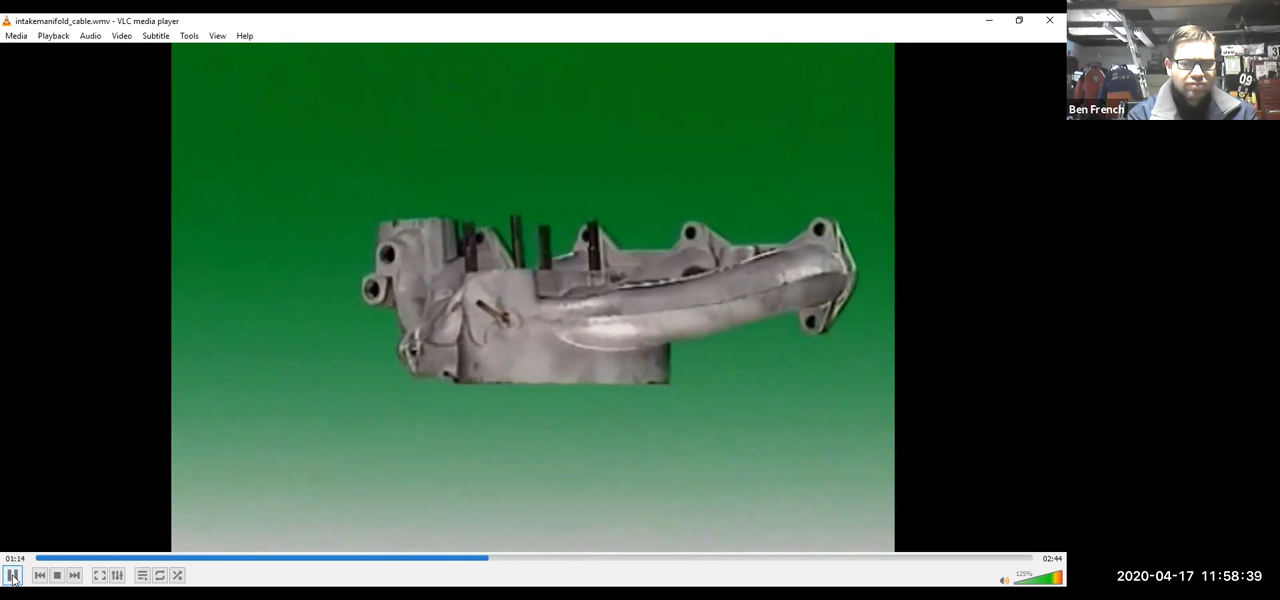 intakemanifold_cable.wmv - VLC media player
Media Playback Audio Video Subtitle Tools View Help
Ben French
09
01:14
02:44
125%
2020-04-17 11:58:39